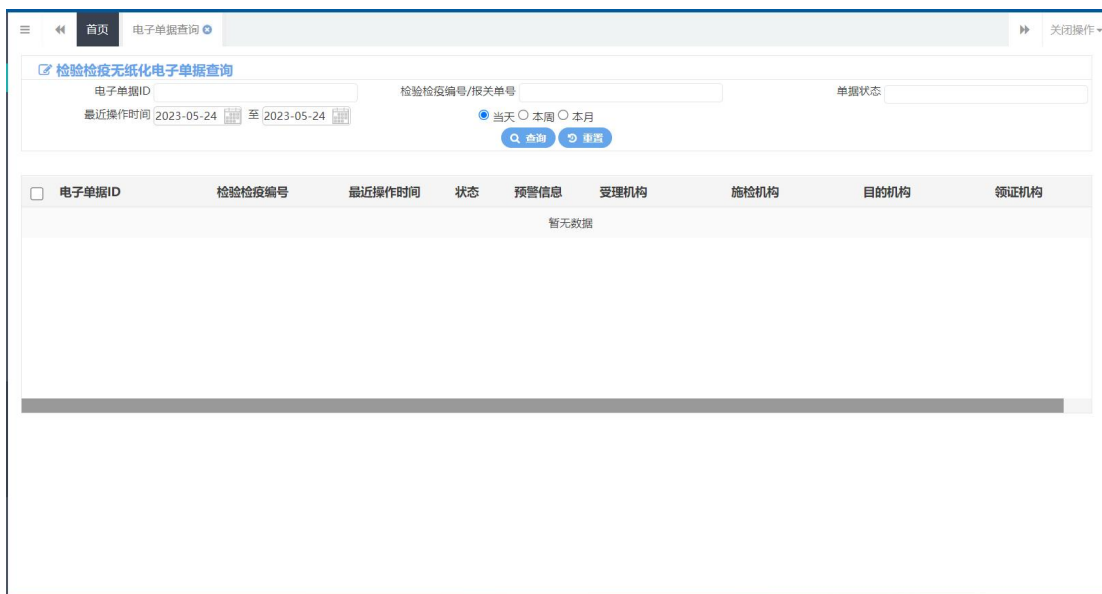 首页 电子单据查询 关闭操作
检验检疫无纸化电子单据查询
电子单据ID 检验检疫编号/报关单号 单据状态
最近操作时间 2023-05-24 至 2023-05-24 当天 本周 本月
查询 重置
电子单据ID 检验检疫编号 最近操作时间 状态 预警信息 受理机构 施检机构 目的机构 领证机构
暂无数据